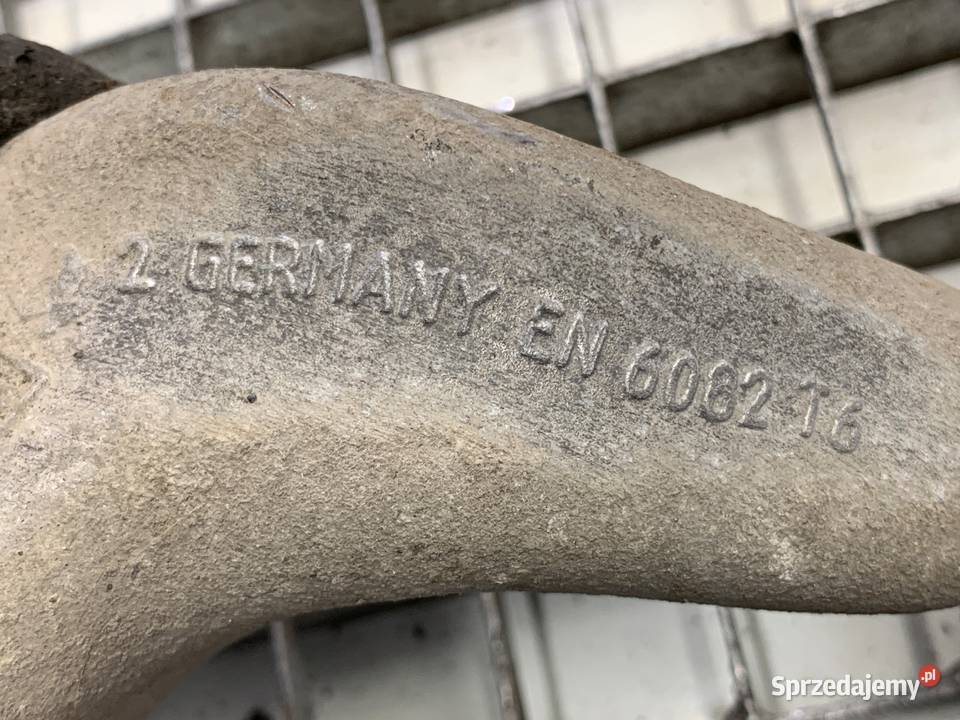 2 GERMANY EN 6082 T6
Sprzedajemy.pl